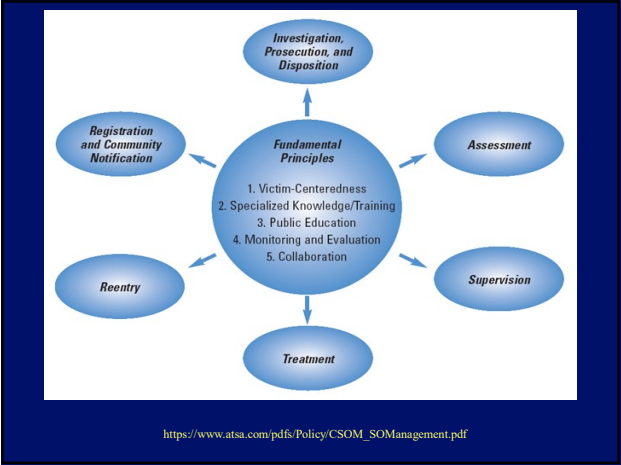 Investigation,
Prosecution, and
Disposition
Registration
and Community
Notification
Fundamental
Principles
1. Victim-Centeredness
2. Specialized Knowledge/Training
3. Public Education
4. Monitoring and Evaluation
5. Collaboration
Assessment
Reentry
Supervision
Treatment
https://www.atsa.com/pdfs/Policy/CSOM_SOManagement.pdf